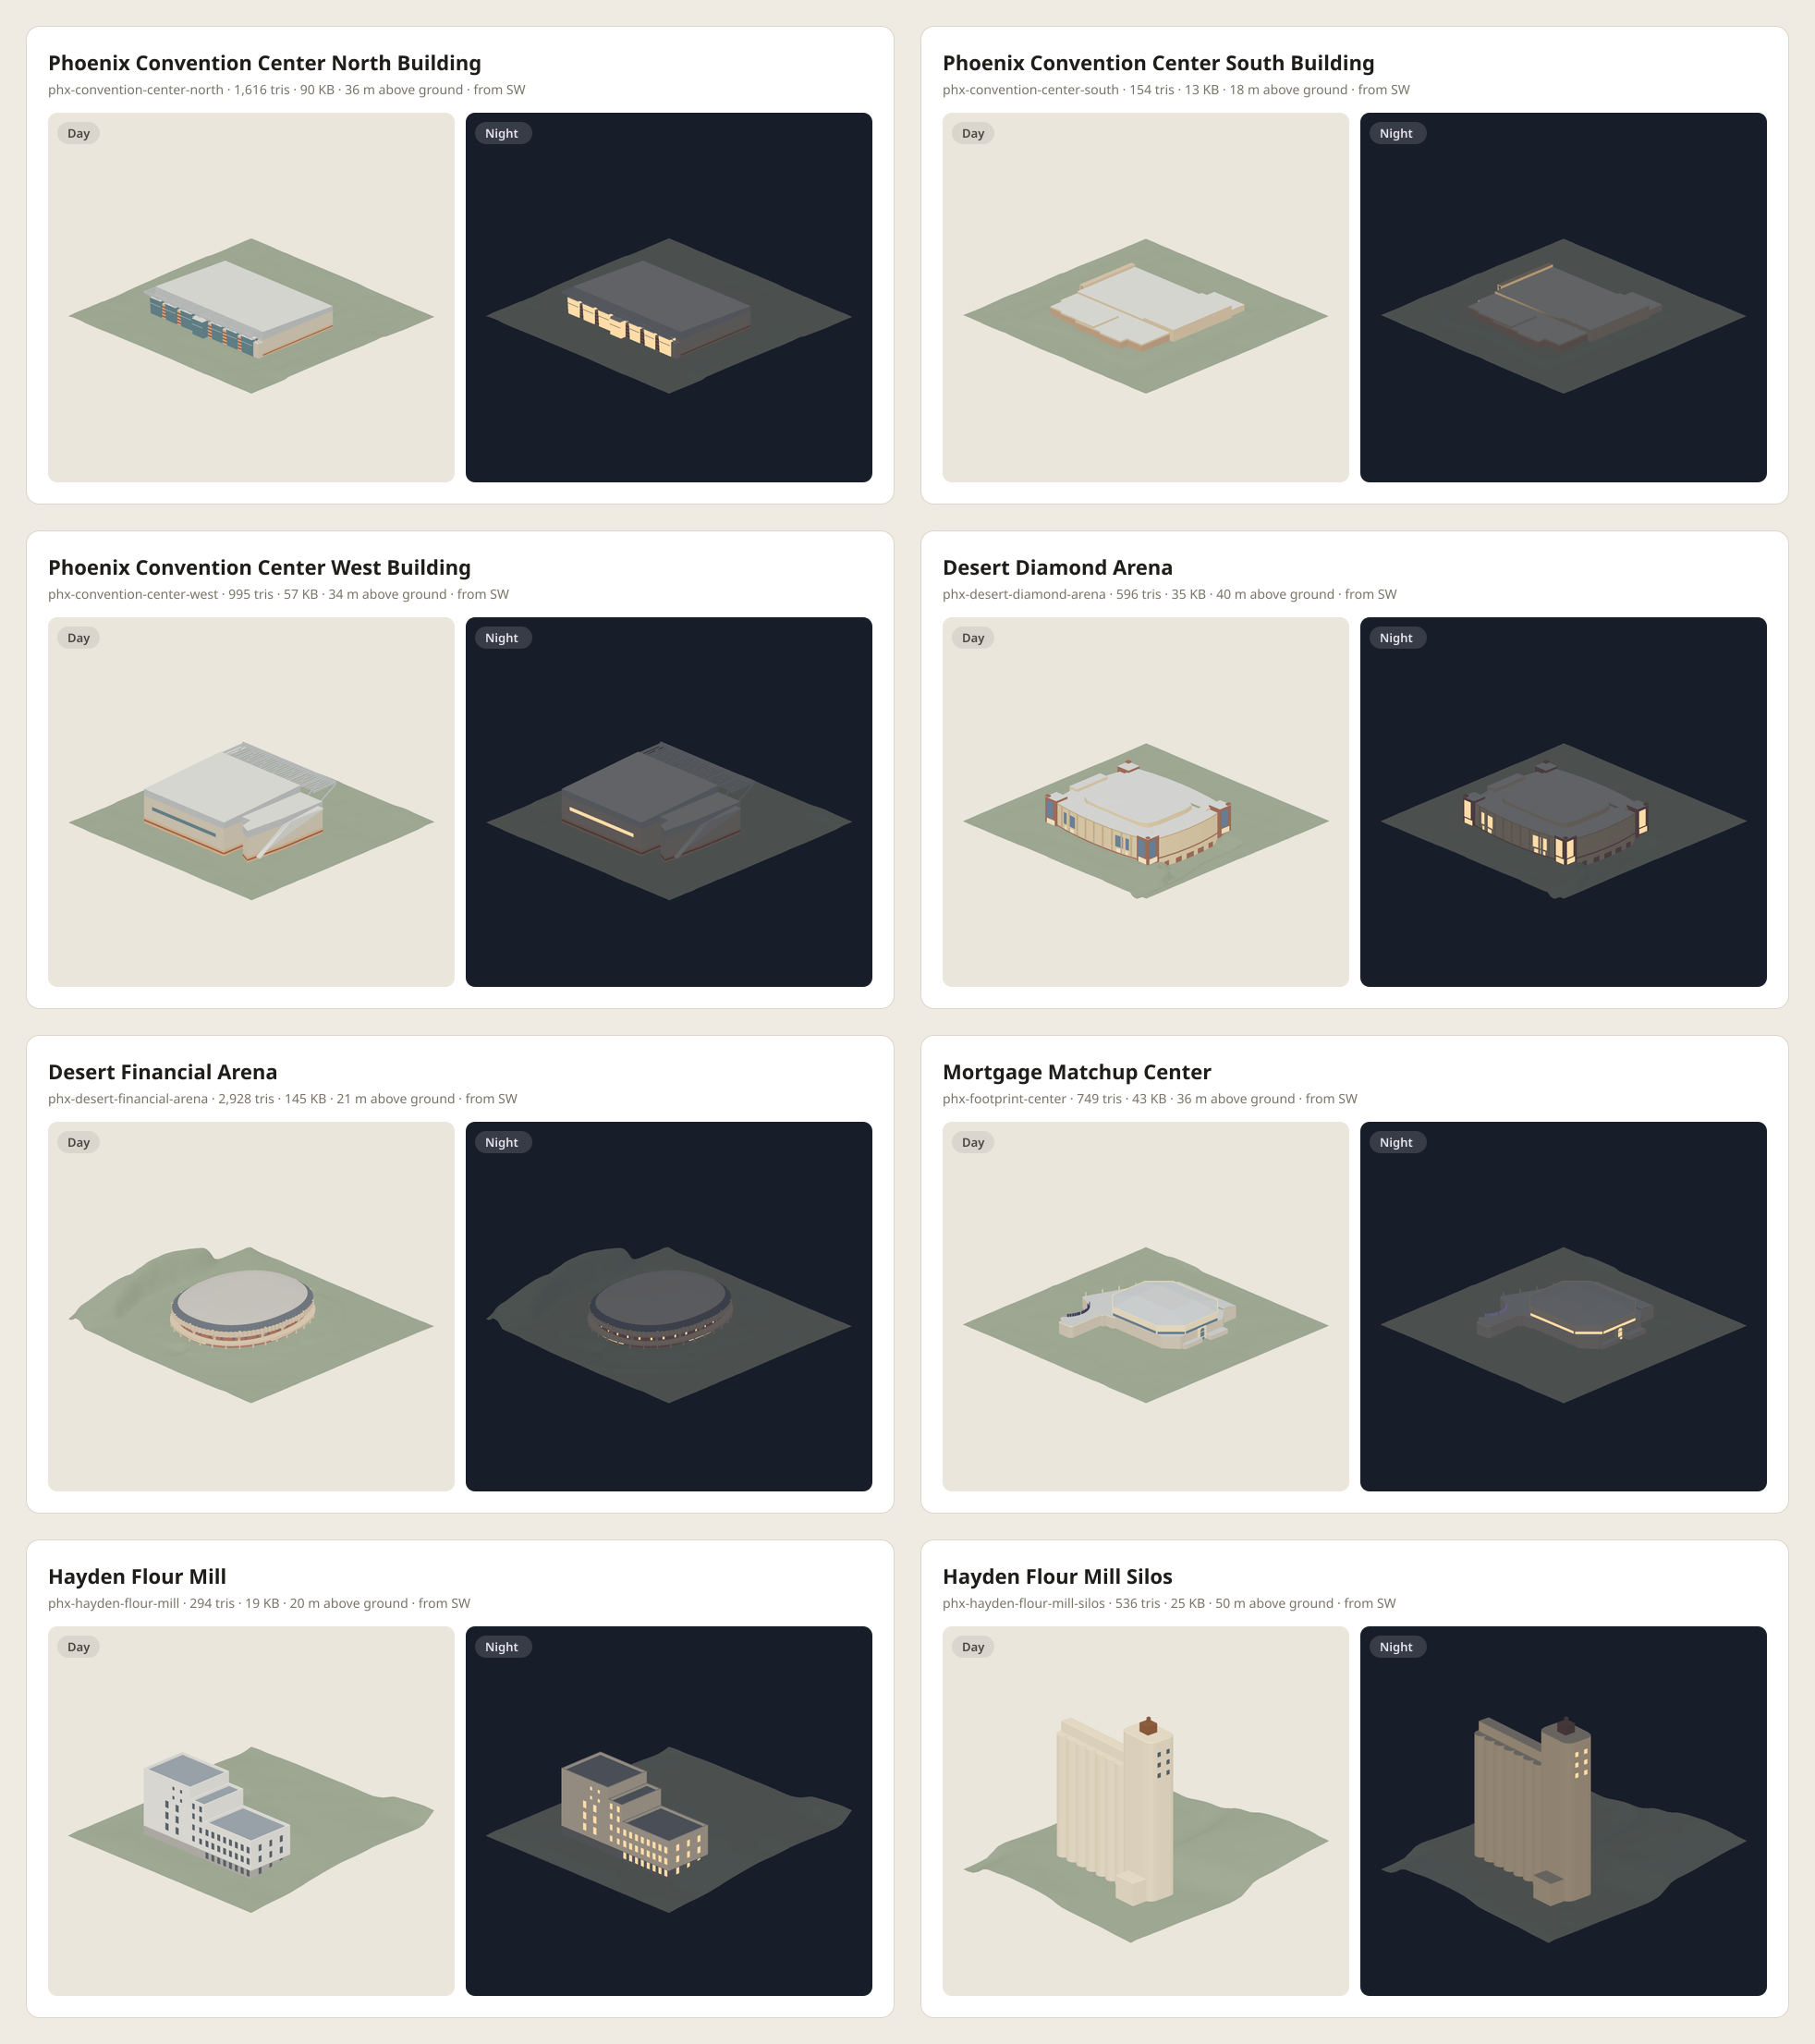 Phoenix Convention Center North Building
phx-convention-center-north · 1,616 tris · 90 KB · 36 m above ground · from SW
Day
Night
Phoenix Convention Center South Building
phx-convention-center-south · 154 tris · 13 KB · 18 m above ground · from SW
Day
Night
Phoenix Convention Center West Building
phx-convention-center-west · 995 tris · 57 KB · 34 m above ground · from SW
Day
Night
Desert Diamond Arena
phx-desert-diamond-arena · 596 tris · 35 KB · 40 m above ground · from SW
Day
Night
Desert Financial Arena
phx-desert-financial-arena · 2,928 tris · 145 KB · 21 m above ground · from SW
Day
Night
Mortgage Matchup Center
phx-footprint-center · 749 tris · 43 KB · 36 m above ground · from SW
Day
Night
Hayden Flour Mill
phx-hayden-flour-mill · 294 tris · 19 KB · 20 m above ground · from SW
Day
Night
Hayden Flour Mill Silos
phx-hayden-flour-mill-silos · 536 tris · 25 KB · 50 m above ground · from SW
Day
Night